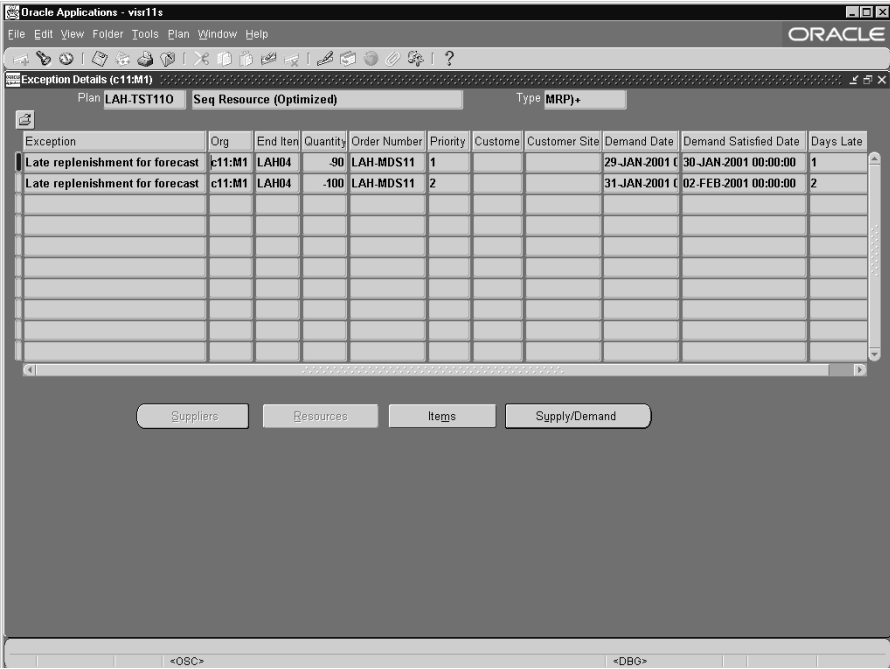 Oracle Applications - visr11s
File Edit View Folder Tools Plan Window Help
ORACLE
Exception Details (c11:M1)
Plan LAH-TST11O Seq Resource (Optimized) Type MRP)+
Exception Org End Iten Quantity Order Number Priority Custome Customer Site Demand Date Demand Satisfied Date Days Late
Late replenishment for forecast c11:M1 LAH04 -90 LAH-MDS11 1 29-JAN-2001 0 30-JAN-2001 00:00:00 1
Late replenishment for forecast c11:M1 LAH04 -100 LAH-MDS11 2 31-JAN-2001 0 02-FEB-2001 00:00:00 2
Suppliers Resources Items Supply/Demand
<OSC> <DBG>